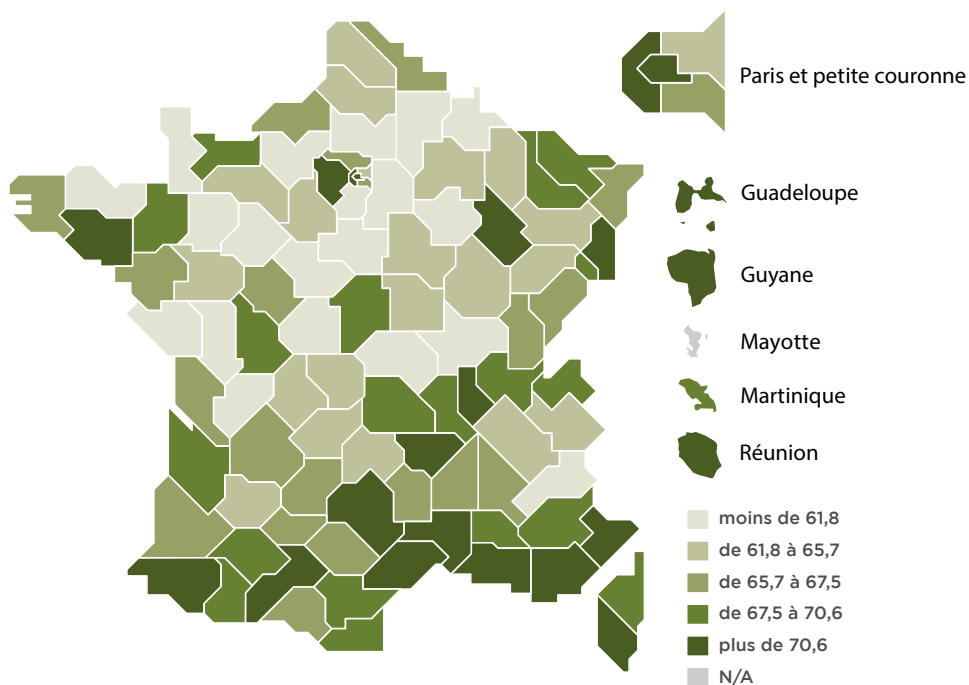 Paris et petite couronne
Guadeloupe
Guyane
Mayotte
Martinique
Réunion
moins de 61,8
de 61,8 à 65,7
de 65,7 à 67,5
de 67,5 à 70,6
plus de 70,6
N/A